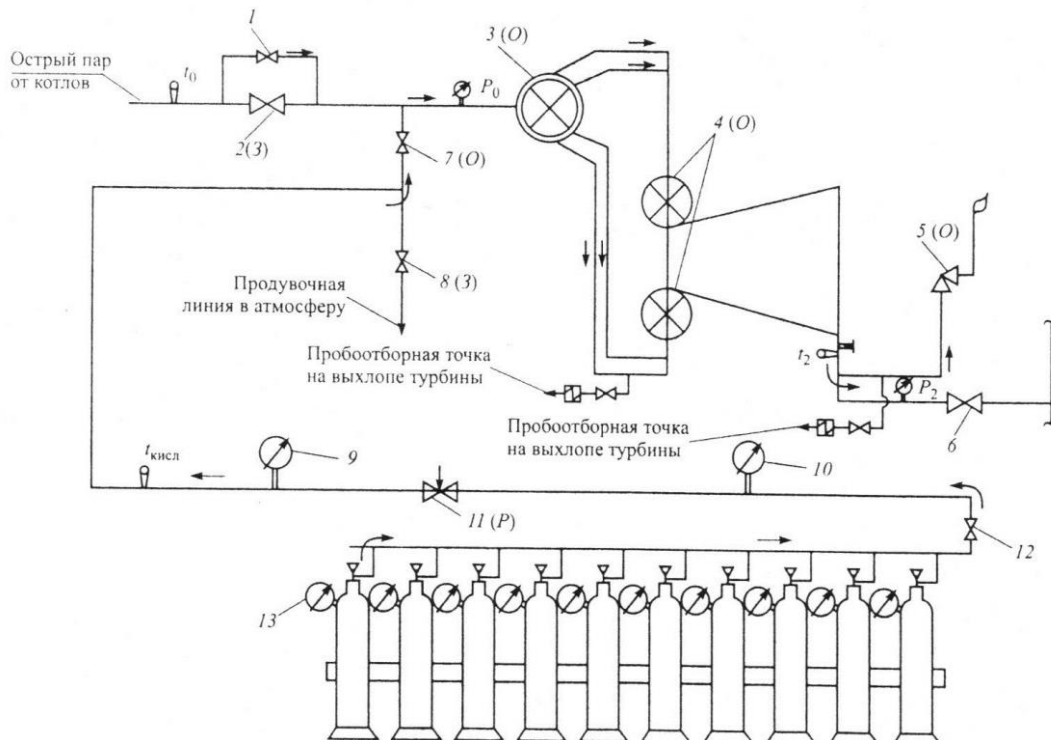 1
Острый пар
от котлов
t₀
2(З)
P₀
3 (О)
4 (О)
7 (О)
8 (З)
Продувочная
линия в атмосферу
5 (О)
Пробоотборная точка
на выхлопе турбины
t₂
P₂
6
Пробоотборная точка
на выхлопе турбины
tкисл
9
10
11 (Р)
12
13